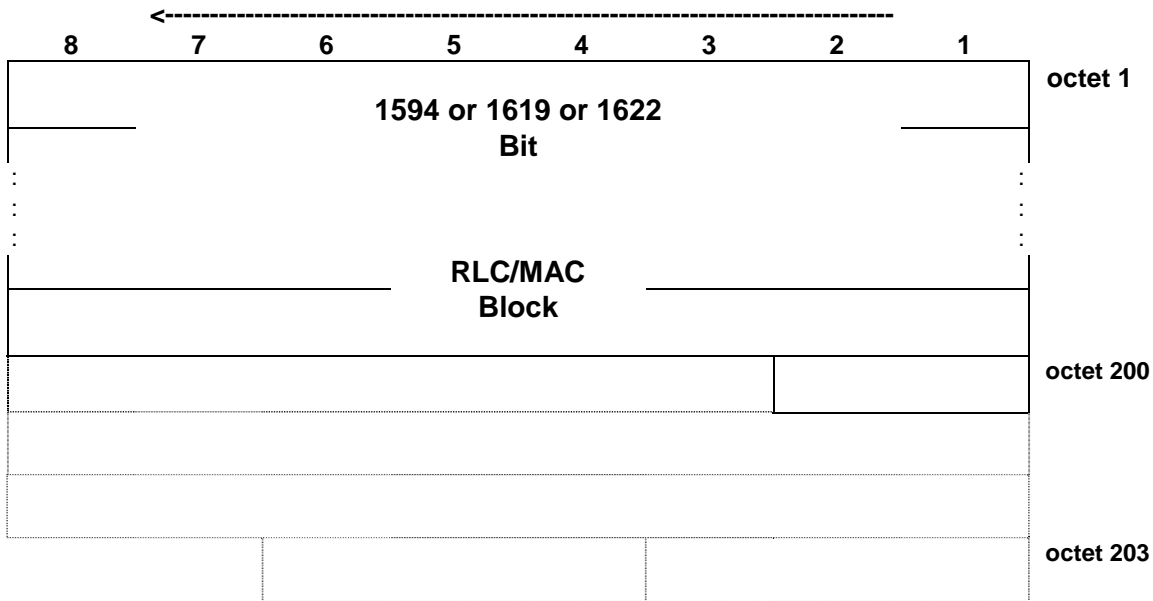 <--------------------------------------------------------------------------------
8 7 6 5 4 3 2 1
octet 1
1594 or 1619 or 1622
Bit
: :
: :
: :
RLC/MAC
Block
octet 200
octet 203